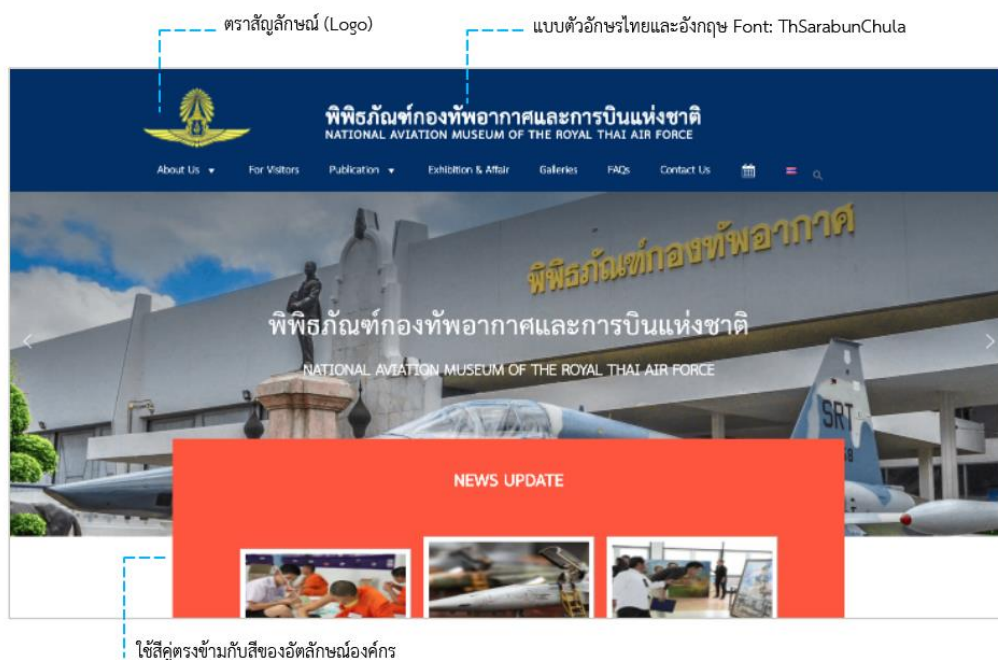 ตราสัญลักษณ์ (Logo)
แบบตัวอักษรไทยและอังกฤษ Font: ThSarabunChula
พิพิธภัณฑ์กองทัพอากาศและการบินแห่งชาติ
NATIONAL AVIATION MUSEUM OF THE ROYAL THAI AIR FORCE
About Us
For Visitors
Publication
Exhibition & Affair
Galleries
FAQs
Contact Us
พิพิธภัณฑ์กองทัพอากาศ
พิพิธภัณฑ์กองทัพอากาศและการบินแห่งชาติ
NATIONAL AVIATION MUSEUM OF THE ROYAL THAI AIR FORCE
SRT
NEWS UPDATE
ใช้สีคู่ตรงข้ามกับสีของอัตลักษณ์องค์กร